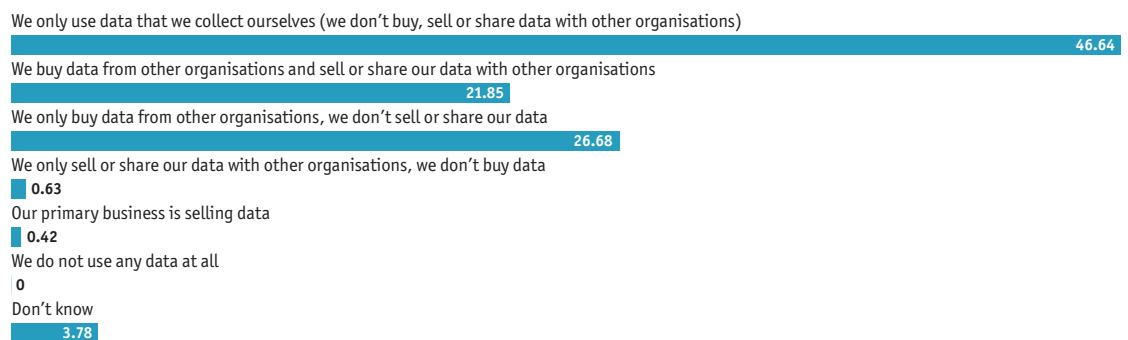 We only use data that we collect ourselves (we don't buy, sell or share data with other organisations)
46.64
We buy data from other organisations and sell or share our data with other organisations
21.85
We only buy data from other organisations, we don't sell or share our data
26.68
We only sell or share our data with other organisations, we don't buy data
0.63
Our primary business is selling data
0.42
We do not use any data at all
0
Don't know
3.78